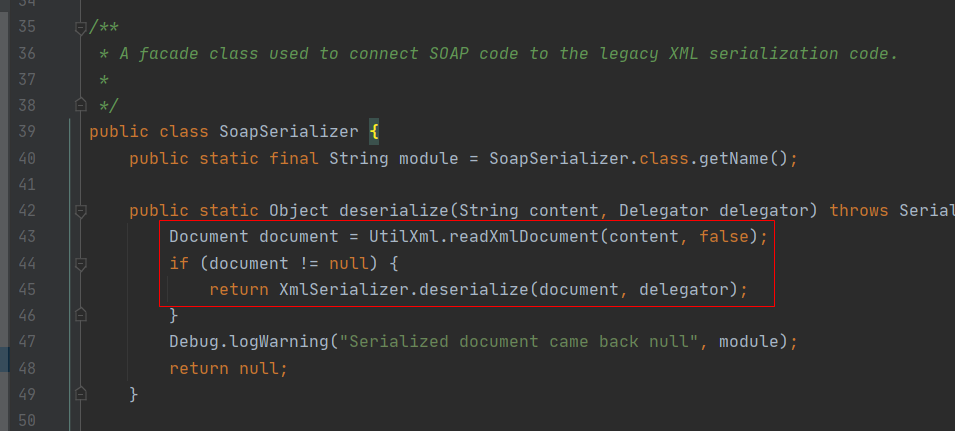 34
35 /**
36 * A facade class used to connect SOAP code to the legacy XML serialization code.
37 *
38 */
39 public class SoapSerializer {
40 public static final String module = SoapSerializer.class.getName();
41
42 public static Object deserialize(String content, Delegator delegator) throws Serial
43 Document document = UtilXml.readXmlDocument(content, false);
44 if (document != null) {
45 return XmlSerializer.deserialize(document, delegator);
46 }
47 Debug.logWarning("Serialized document came back null", module);
48 return null;
49 }
50